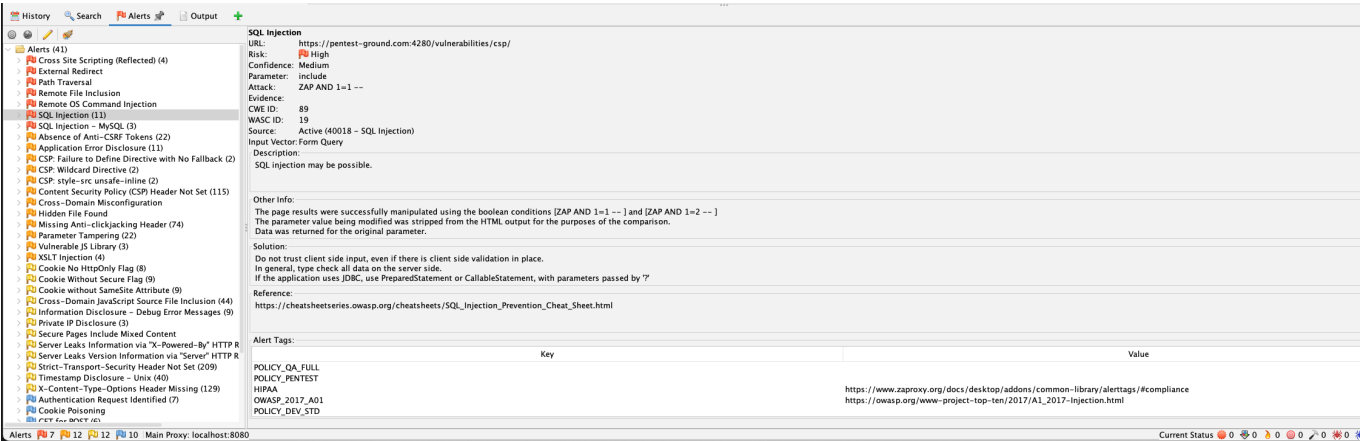 History Search Alerts Output
Alerts (41)
Cross Site Scripting (Reflected) (4)
External Redirect
Path Traversal
Remote File Inclusion
Remote OS Command Injection
SQL Injection (11)
SQL Injection - MySQL (3)
Absence of Anti-CSRF Tokens (22)
Application Error Disclosure (11)
CSP: Failure to Define Directive with No Fallback (2)
CSP: Wildcard Directive (2)
CSP: style-src unsafe-inline (2)
Content Security Policy (CSP) Header Not Set (115)
Cross-Domain Misconfiguration
Hidden File Found
Missing Anti-clickjacking Header (74)
Parameter Tampering (22)
Vulnerable JS Library (3)
XSLT Injection (4)
Cookie No HttpOnly Flag (8)
Cookie Without Secure Flag (9)
Cookie without SameSite Attribute (9)
Cross-Domain JavaScript Source File Inclusion (44)
Information Disclosure - Debug Error Messages (9)
Private IP Disclosure (3)
Secure Pages Include Mixed Content
Server Leaks Information via "X-Powered-By" HTTP R
Server Leaks Version Information via "Server" HTTP R
Strict-Transport-Security Header Not Set (209)
Timestamp Disclosure - Unix (40)
X-Content-Type-Options Header Missing (129)
Authentication Request Identified (7)
Cookie Poisoning
GET for POST (6)
SQL Injection
URL: https://pentest-ground.com:4280/vulnerabilities/csp/
Risk: High
Confidence: Medium
Parameter: include
Attack: ZAP AND 1=1 --
Evidence:
CWE ID: 89
WASC ID: 19
Source: Active (40018 - SQL Injection)
Input Vector: Form Query
Description:
SQL injection may be possible.
Other Info:
The page results were successfully manipulated using the boolean conditions [ZAP AND 1=1 -- ] and [ZAP AND 1=2 -- ]
The parameter value being modified was stripped from the HTML output for the purposes of the comparison.
Data was returned for the original parameter.
Solution:
Do not trust client side input, even if there is client side validation in place.
In general, type check all data on the server side.
If the application uses JDBC, use PreparedStatement or CallableStatement, with parameters passed by '?'
Reference:
https://cheatsheetseries.owasp.org/cheatsheets/SQL_Injection_Prevention_Cheat_Sheet.html
Alert Tags:
Key Value
POLICY_QA_FULL
POLICY_PENTEST
HIPAA https://www.zaproxy.org/docs/desktop/addons/common-library/alerttags/#compliance
OWASP_2017_A01 https://owasp.org/www-project-top-ten/2017/A1_2017-Injection.html
POLICY_DEV_STD
Alerts 7 12 12 10 Main Proxy: localhost:8080 Current Status 0 0 0 0 0 0